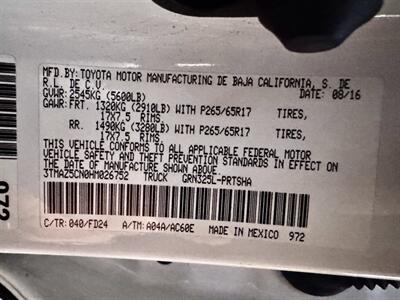 MFD.BY: TOYOTA MOTOR MANUFACTURING DE BAJA CALIFORNIA, S. DE
R.L. DE C.V. DATE: 08/16
GVWR: 2545KG (5600LB)
GAWR: FRT. 1320KG (2910LB) WITH P265/65R17 TIRES,
17X7.5 RIMS.
RR. 1490KG (3280LB) WITH P265/65R17 TIRES,
17X7.5 RIMS.
THIS VEHICLE CONFORMS TO ALL APPLICABLE FEDERAL MOTOR
VEHICLE SAFETY AND THEFT PREVENTION STANDARDS IN EFFECT ON
THE DATE OF MANUFACTURE SHOWN ABOVE.
3TMAZ5CN0HM026752 TRUCK GRN325L-PRTSHA
C/TR: 040/FD24 A/TM: A04A/AC60E MADE IN MEXICO 972
972